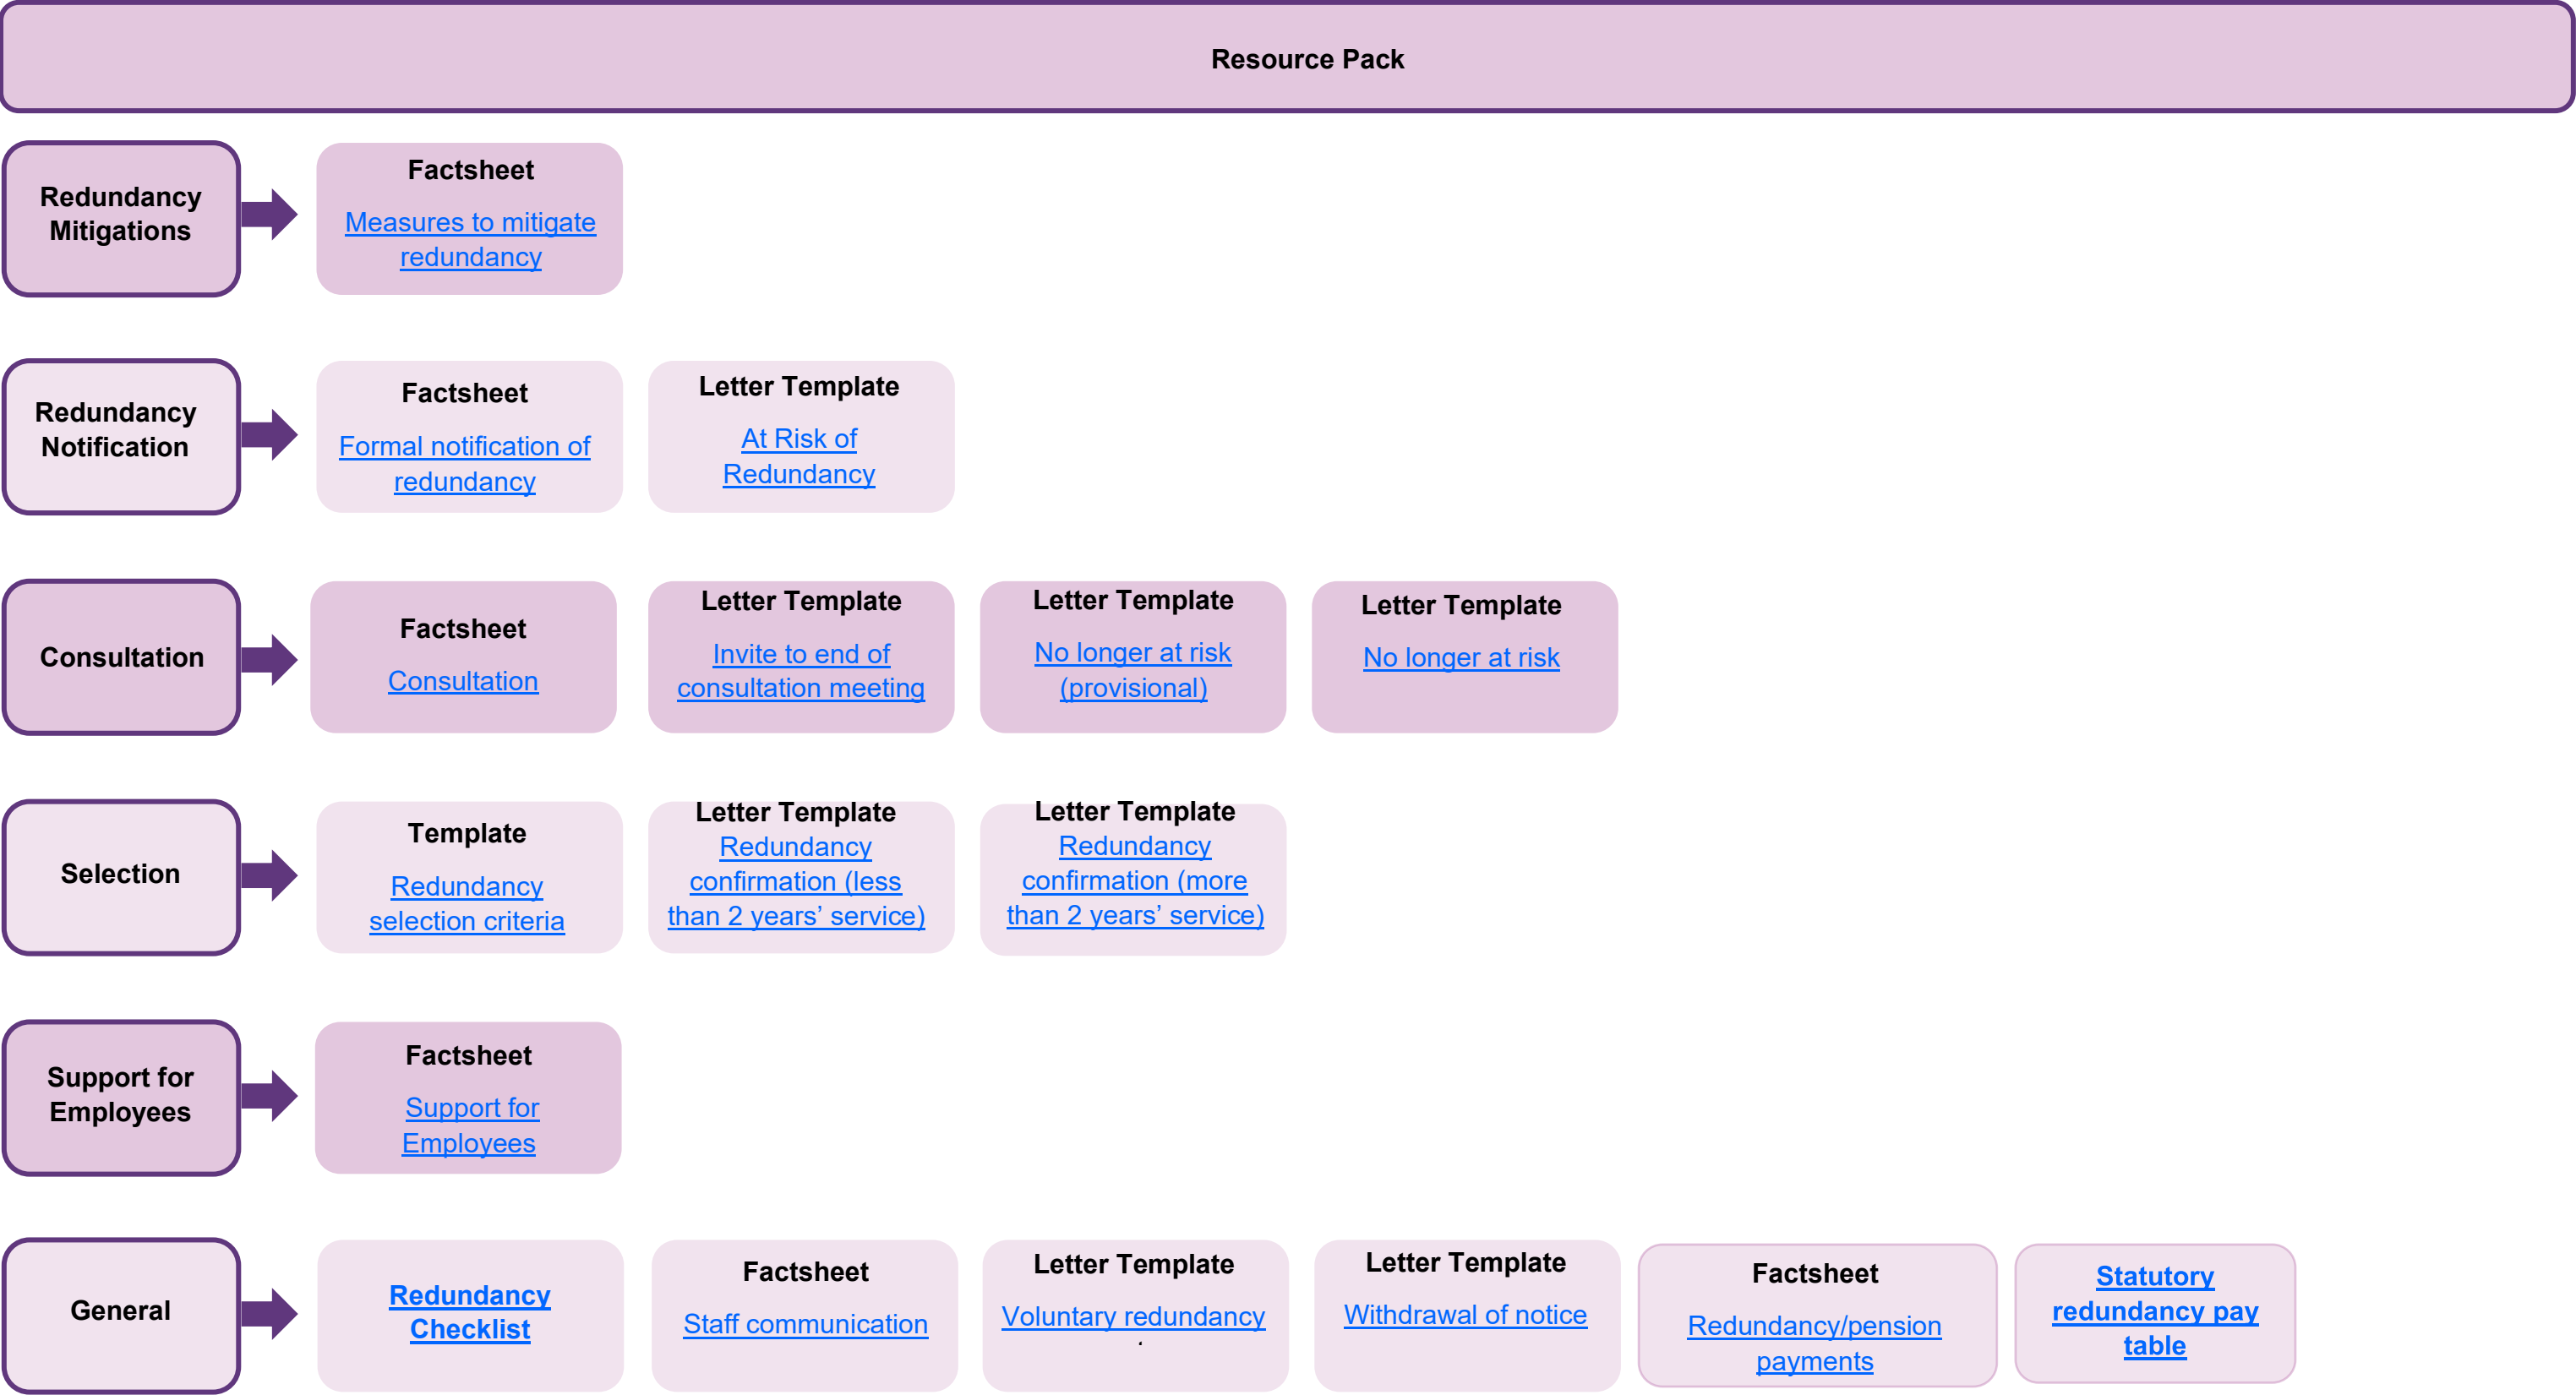 Resource Pack
Redundancy
Mitigations
Factsheet
Measures to mitigate
redundancy
Redundancy
Notification
Factsheet
Formal notification of
redundancy
Letter Template
At Risk of
Redundancy
Consultation
Factsheet
Consultation
Letter Template
Invite to end of
consultation meeting
Letter Template
No longer at risk
(provisional)
Letter Template
No longer at risk
Selection
Template
Redundancy
selection criteria
Letter Template
Redundancy
confirmation (less
than 2 years’ service)
Letter Template
Redundancy
confirmation (more
than 2 years’ service)
Support for
Employees
Factsheet
Support for
Employees
General
Redundancy
Checklist
Factsheet
Staff communication
Letter Template
Voluntary redundancy
.
Letter Template
Withdrawal of notice
Factsheet
Redundancy/pension
payments
Statutory
redundancy pay
table